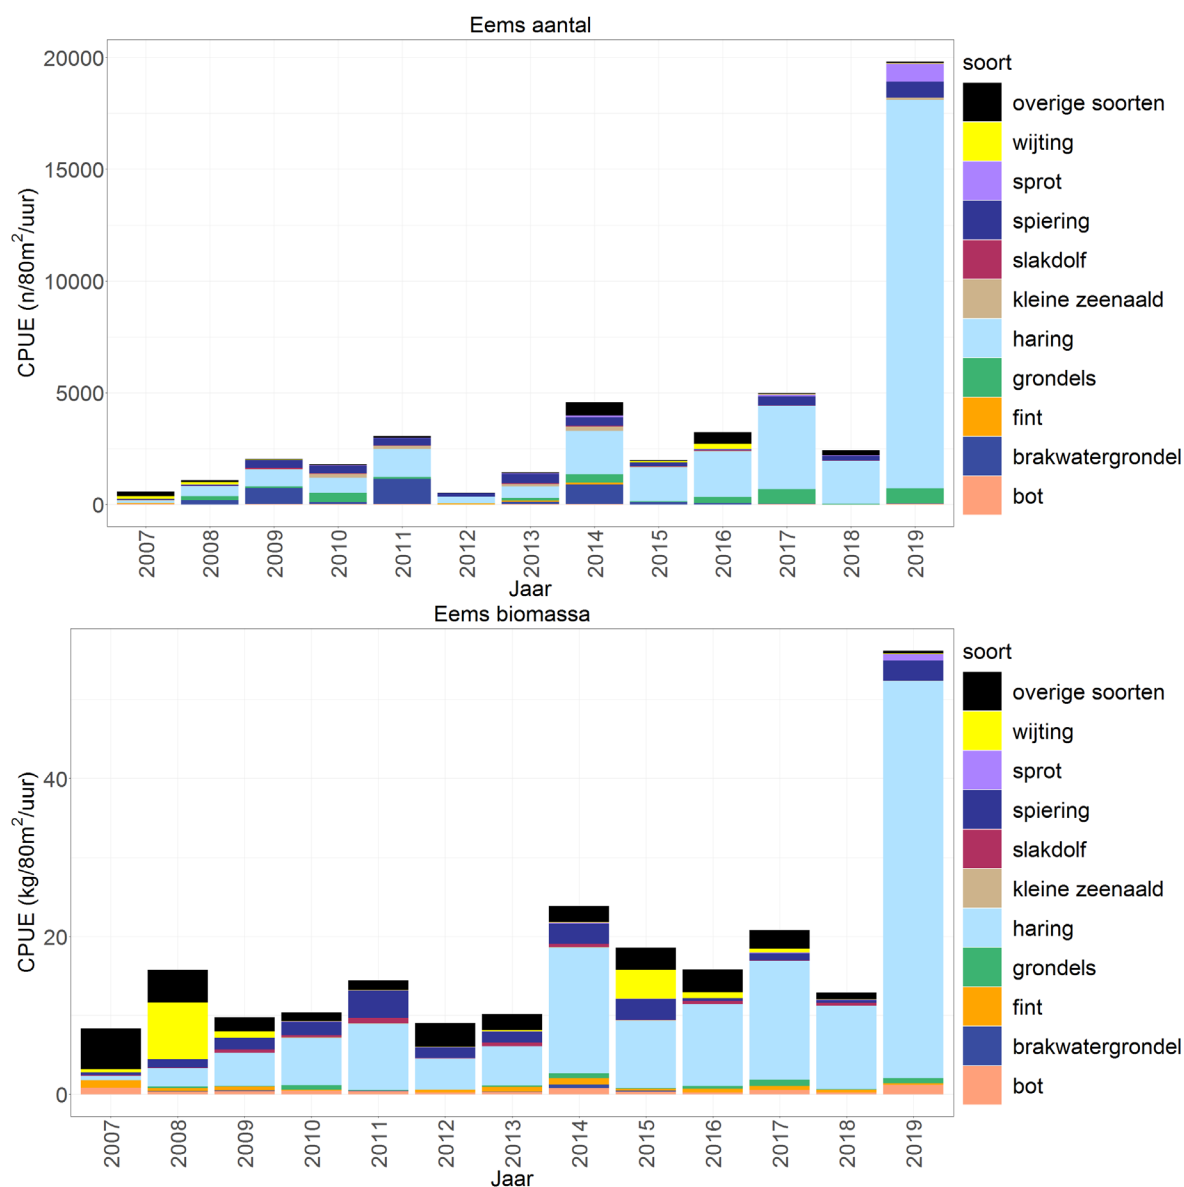 Eems aantal
CPUE (n/80m²/uur)
20000
15000
10000
5000
0
2007
2008
2009
2010
2011
2012
2013
2014
2015
2016
2017
2018
2019
Jaar
soort
overige soorten
wijting
sprot
spiering
slakdolf
kleine zeenaald
haring
grondels
fint
brakwatergrondel
bot
Eems biomassa
CPUE (kg/80m²/uur)
40
20
0
2007
2008
2009
2010
2011
2012
2013
2014
2015
2016
2017
2018
2019
Jaar
soort
overige soorten
wijting
sprot
spiering
slakdolf
kleine zeenaald
haring
grondels
fint
brakwatergrondel
bot